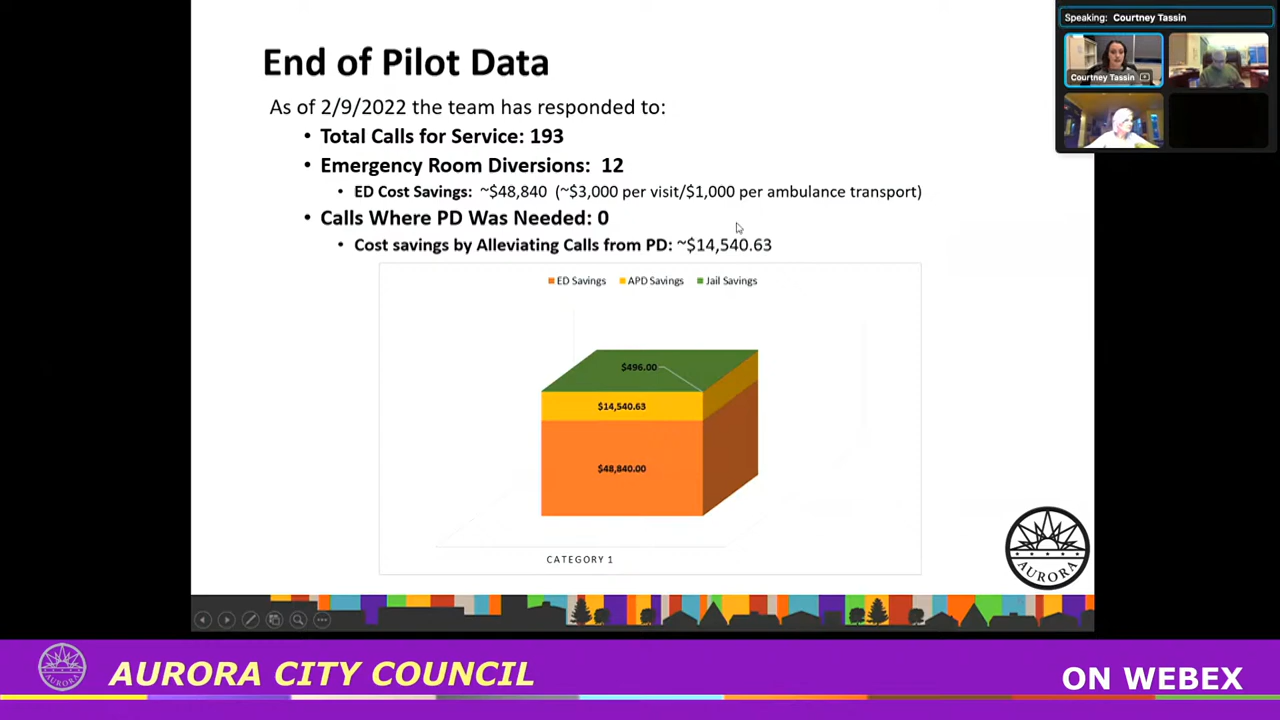 End of Pilot Data
As of 2/9/2022 the team has responded to:
• Total Calls for Service: 193
• Emergency Room Diversions: 12
• ED Cost Savings: ~$48,840 (~$3,000 per visit/$1,000 per ambulance transport)
• Calls Where PD Was Needed: 0
• Cost savings by Alleviating Calls from PD: ~$14,540.63
ED Savings APD Savings Jail Savings
$496.00
$14,540.63
$48,840.00
CATEGORY 1
AURORA
Speaking: Courtney Tassin
Courtney Tassin
AURORA CITY COUNCIL
ON WEBEX